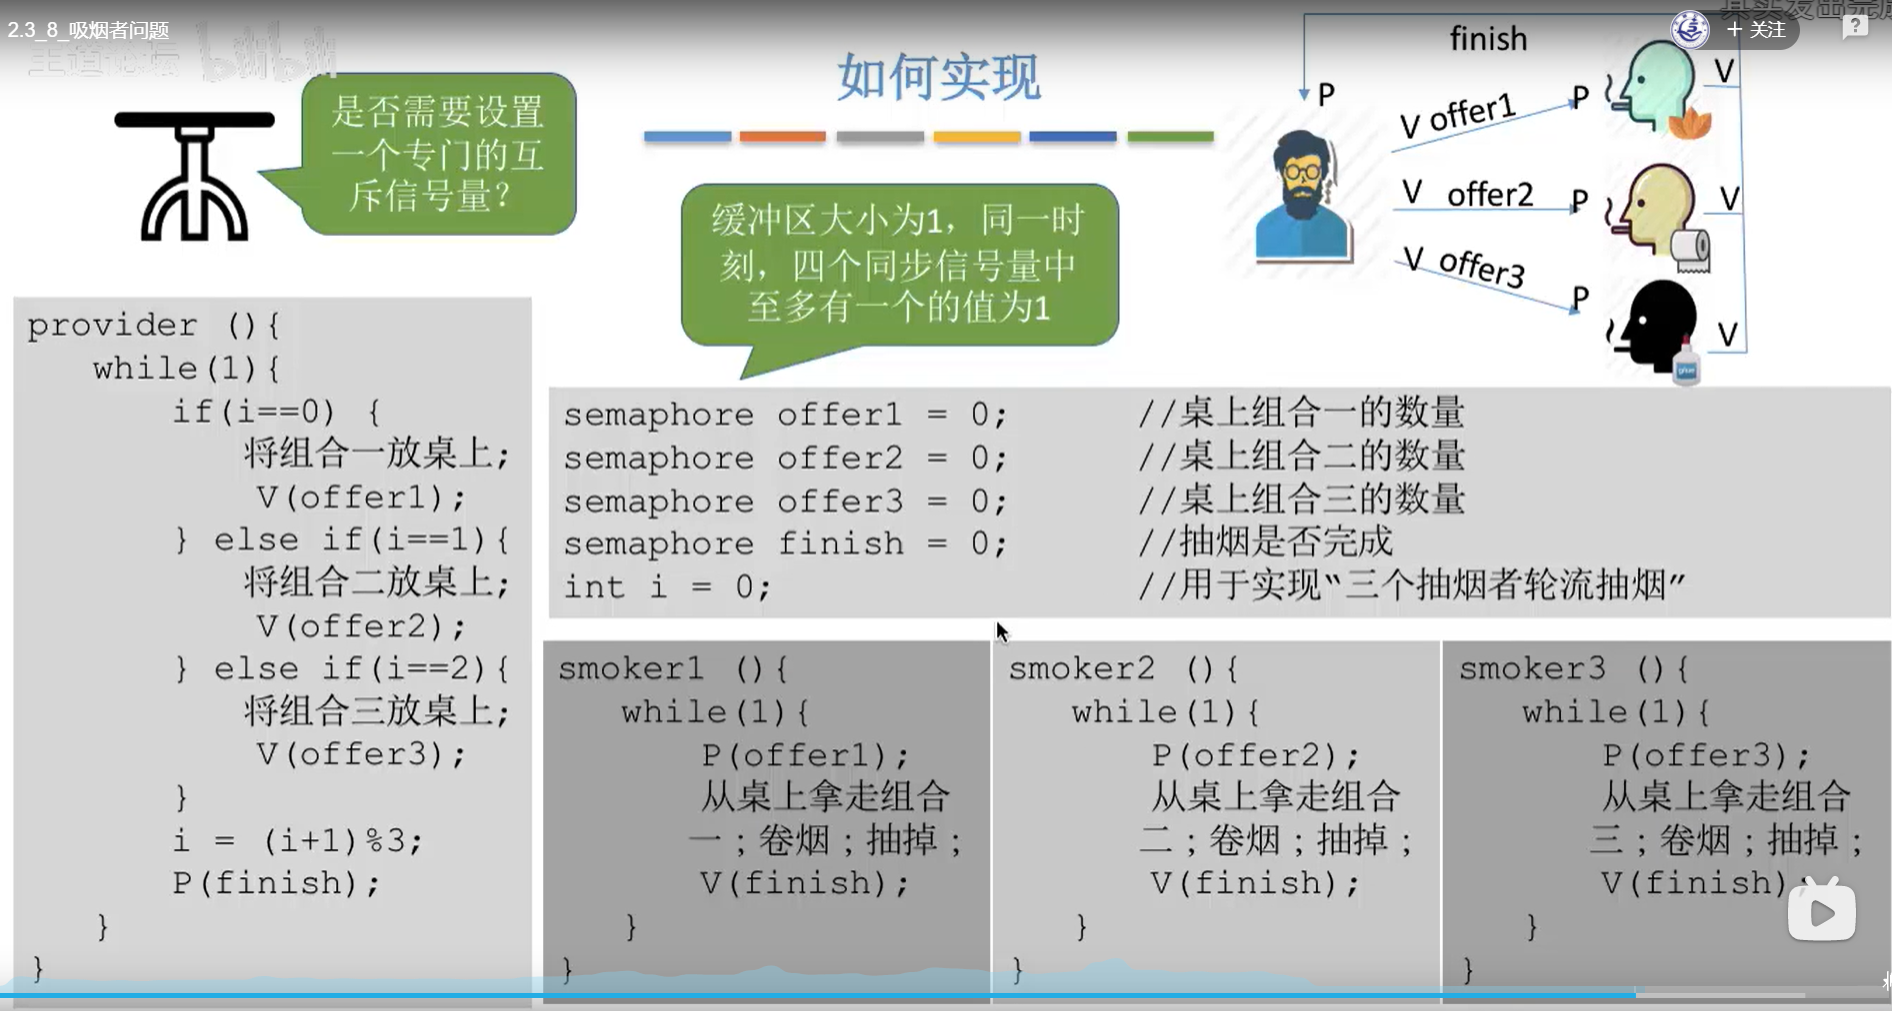 2.3_8_吸烟者问题
王道论坛 bilibili
+ 关注
如何实现
是否需要设置
一个专门的互
斥信号量?
缓冲区大小为1，同一时
刻，四个同步信号量中
至多有一个的值为1
finish
P
V offer1 P V
V offer2 P V
V offer3 P V
glue
provider (){
while(1){
if(i==0) {
将组合一放桌上;
V(offer1);
} else if(i==1){
将组合二放桌上;
V(offer2);
} else if(i==2){
将组合三放桌上;
V(offer3);
}
i = (i+1)%3;
P(finish);
}
}
semaphore offer1 = 0; //桌上组合一的数量
semaphore offer2 = 0; //桌上组合二的数量
semaphore offer3 = 0; //桌上组合三的数量
semaphore finish = 0; //抽烟是否完成
int i = 0; //用于实现“三个抽烟者轮流抽烟”
smoker1 (){
while(1){
P(offer1);
从桌上拿走组合
一；卷烟；抽掉；
V(finish);
}
}
smoker2 (){
while(1){
P(offer2);
从桌上拿走组合
二；卷烟；抽掉；
V(finish);
}
}
smoker3 (){
while(1){
P(offer3);
从桌上拿走组合
三；卷烟；抽掉；
V(finish);
}
}